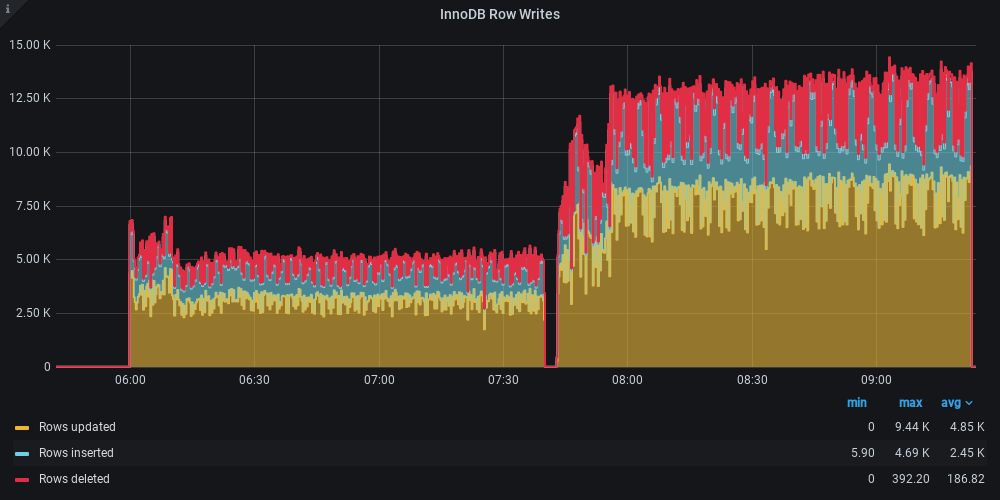 i
InnoDB Row Writes
15.00 K
12.50 K
10.00 K
7.50 K
5.00 K
2.50 K
0
06:00 06:30 07:00 07:30 08:00 08:30 09:00
min max avg
Rows updated 0 9.44 K 4.85 K
Rows inserted 5.90 4.69 K 2.45 K
Rows deleted 0 392.20 186.82